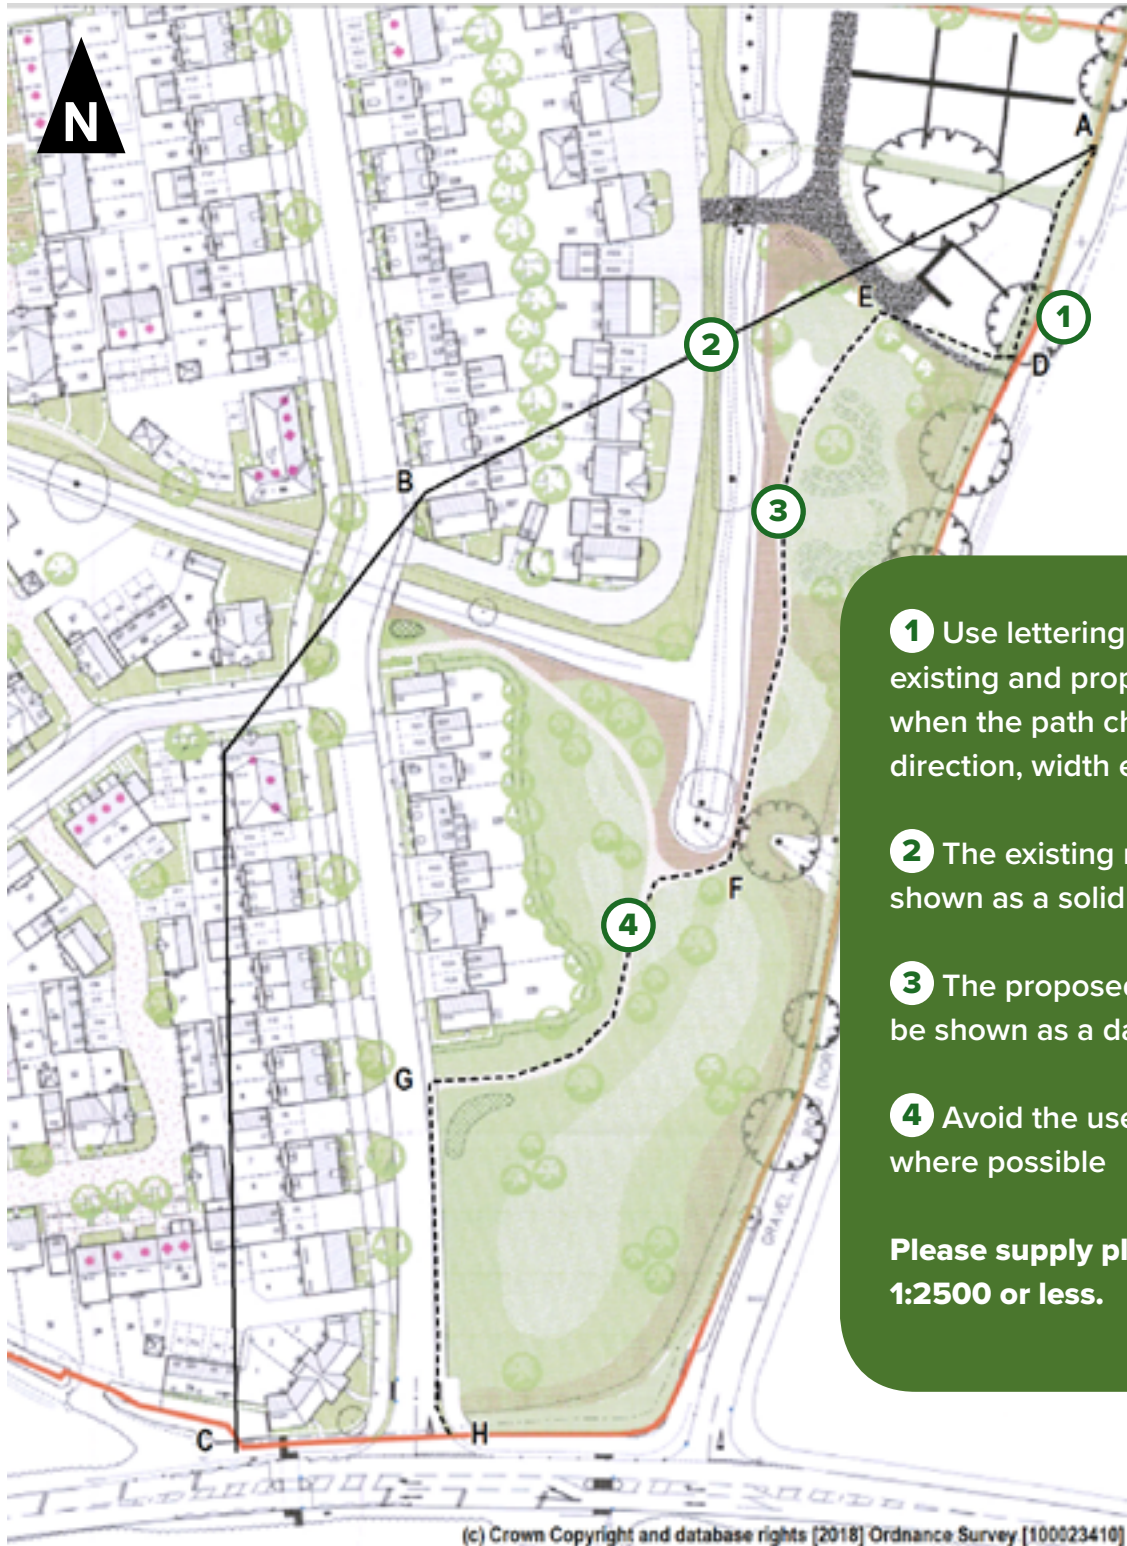 N
A
1
E
2
D
B
3
1 Use lettering
existing and prop
when the path ch
direction, width e
2 The existing r
shown as a solid
F
4
3 The proposed
be shown as a da
G
4 Avoid the use
where possible
Please supply pl
1:2500 or less.
GRAVEL H
C
H
(c) Crown Copyright and database rights [2018] Ordnance Survey [100023410]